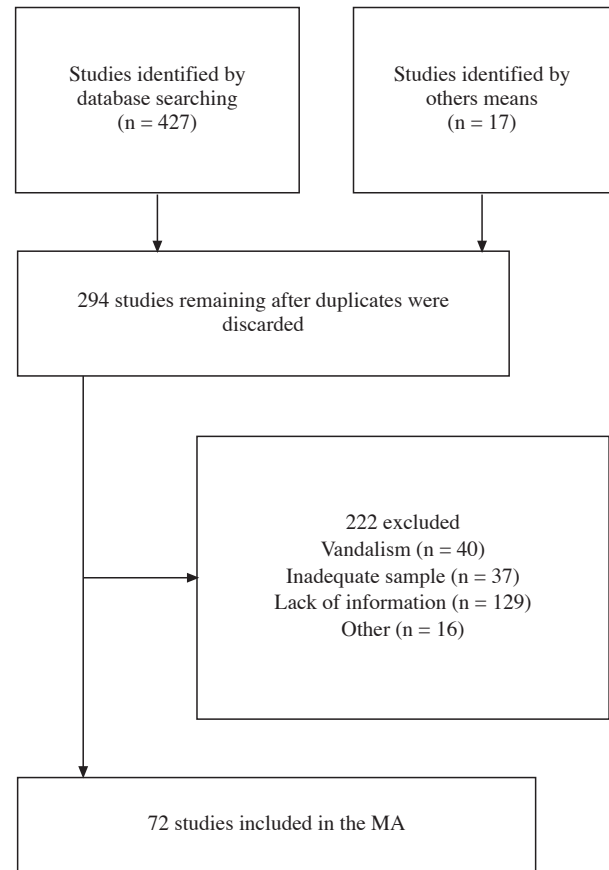 Studies identified by
database searching
(n = 427)
Studies identified by
others means
(n = 17)
294 studies remaining after duplicates were
discarded
222 excluded
Vandalism (n = 40)
Inadequate sample (n = 37)
Lack of information (n = 129)
Other (n = 16)
72 studies included in the MA